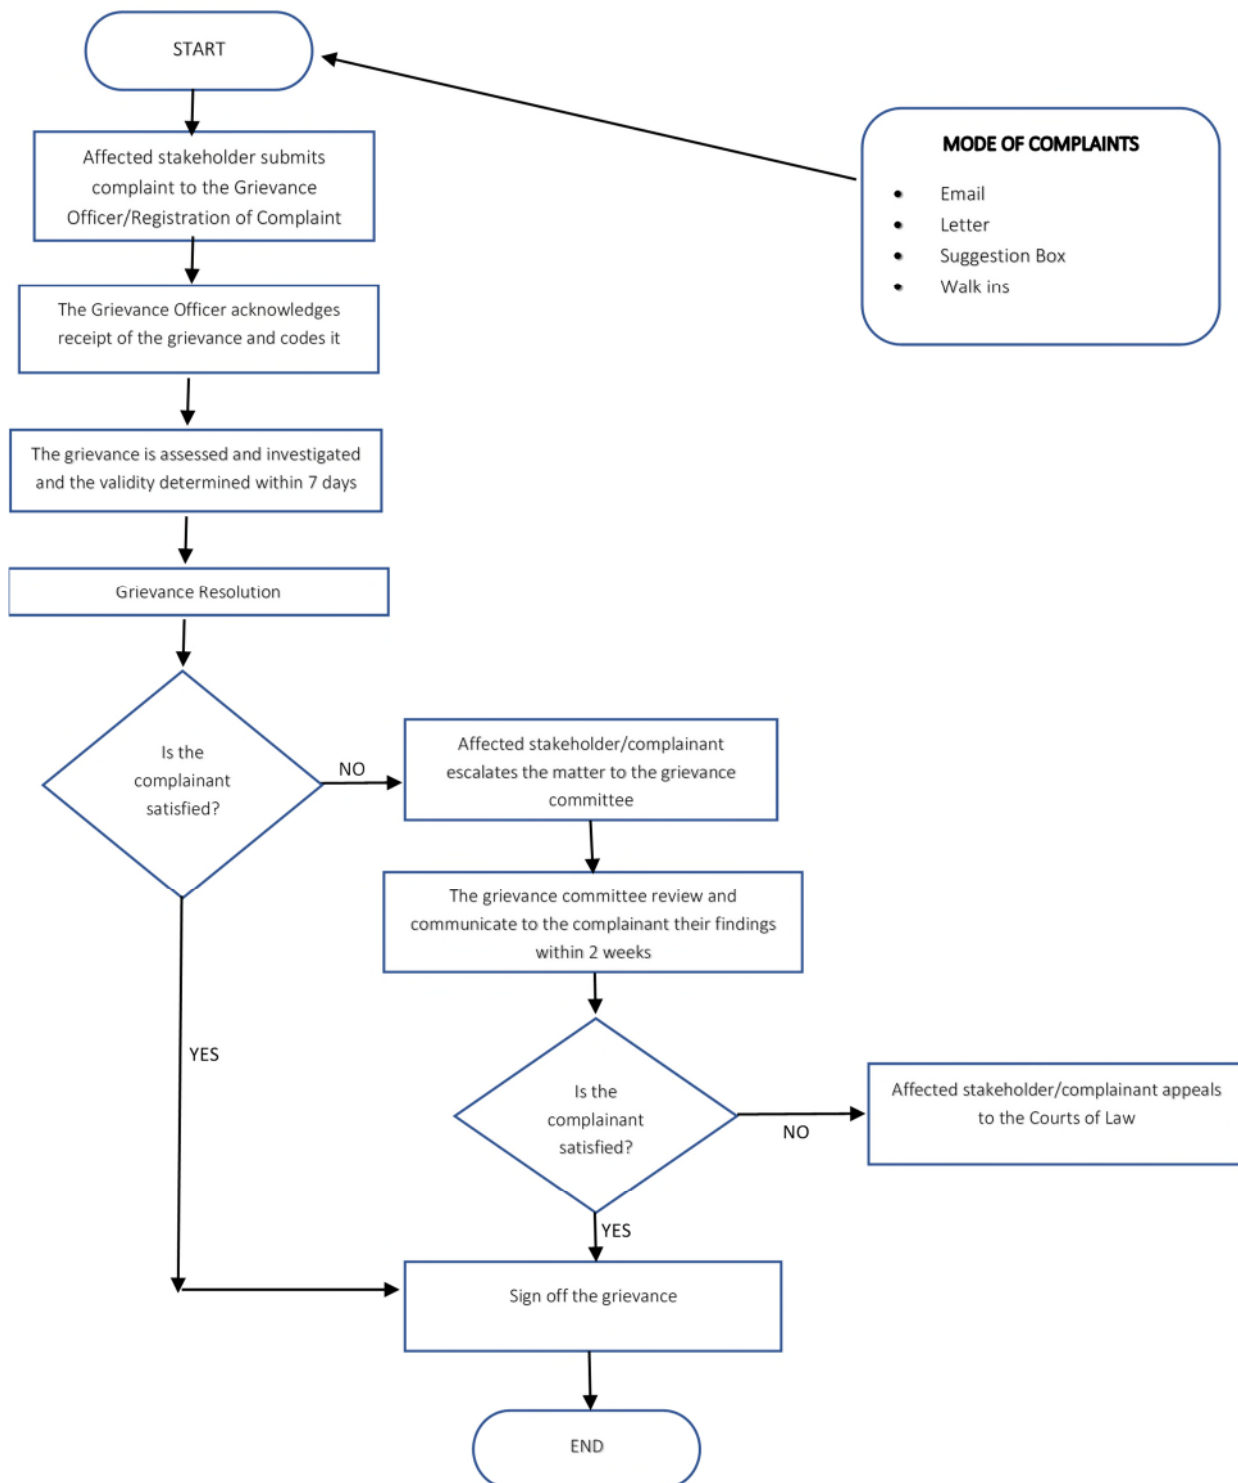 START
Affected stakeholder submits
complaint to the Grievance
Officer/Registration of Complaint
MODE OF COMPLAINTS
• Email
• Letter
• Suggestion Box
• Walk ins
The Grievance Officer acknowledges
receipt of the grievance and codes it
The grievance is assessed and investigated
and the validity determined within 7 days
Grievance Resolution
Is the
complainant
satisfied?
NO
Affected stakeholder/complainant
escalates the matter to the grievance
committee
The grievance committee review and
communicate to the complainant their findings
within 2 weeks
YES
Is the
complainant
satisfied?
NO
Affected stakeholder/complainant appeals
to the Courts of Law
YES
Sign off the grievance
END